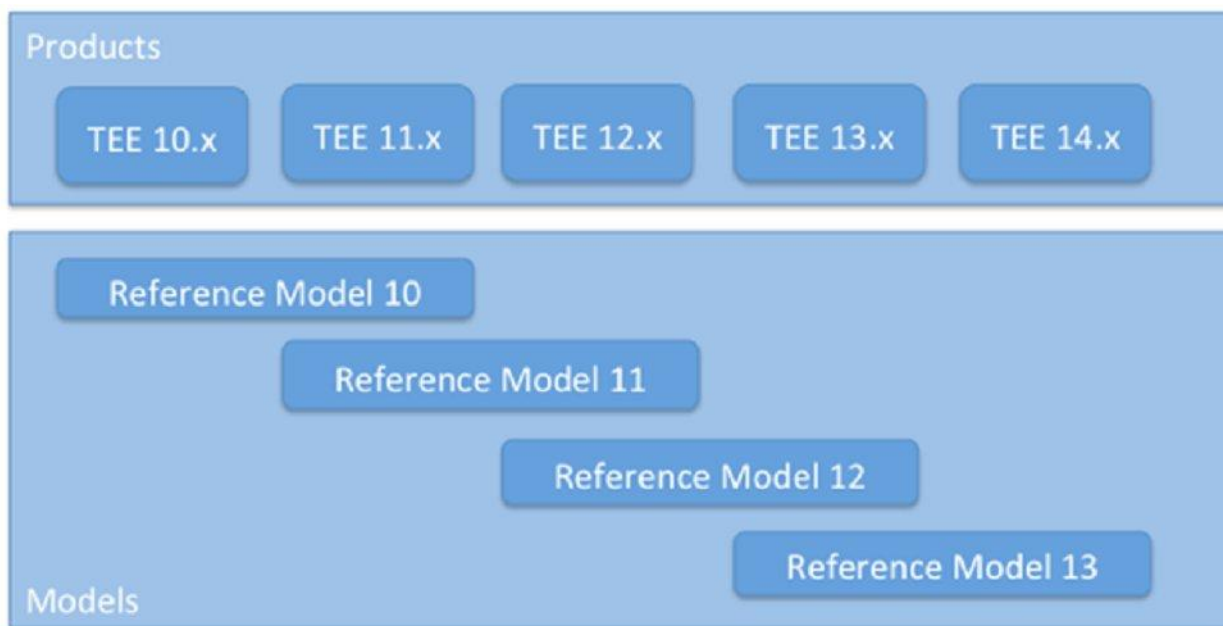 Products
TEE 10.x
TEE 11.x
TEE 12.x
TEE 13.x
TEE 14.x
Reference Model 10
Reference Model 11
Reference Model 12
Reference Model 13
Models